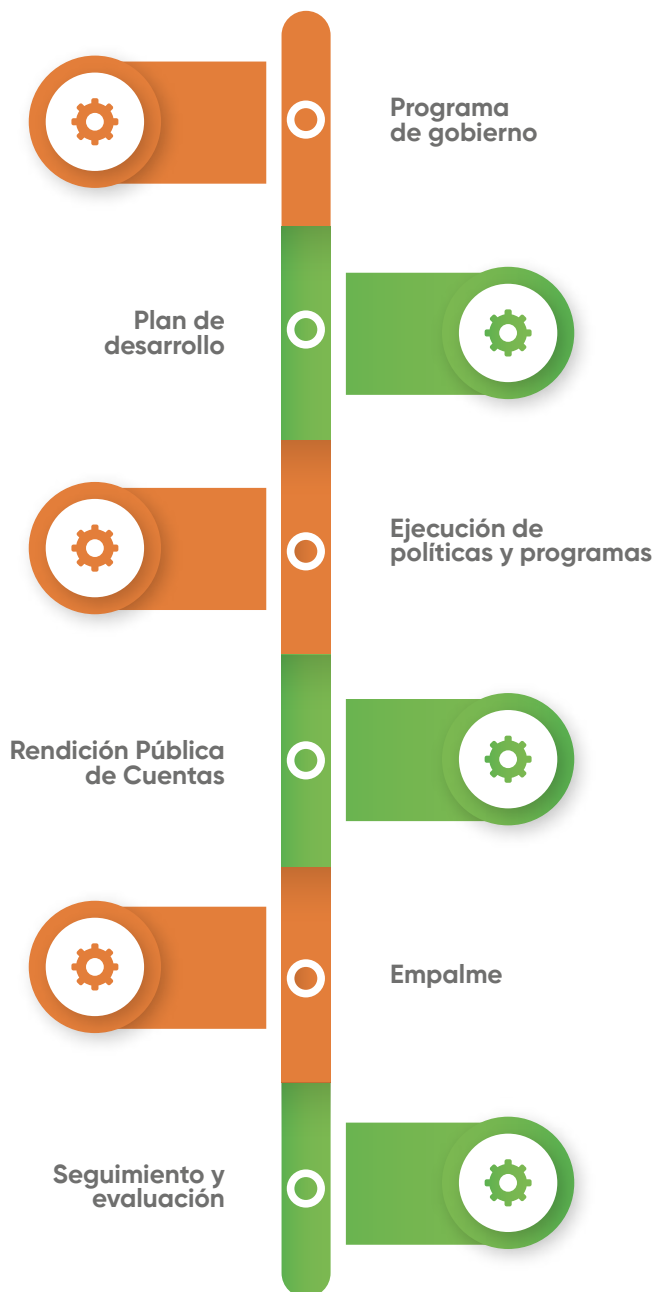 Programa
de gobierno
Plan de
desarrollo
Ejecución de
políticas y programas
Rendición Pública
de Cuentas
Empalme
Seguimiento y
evaluación